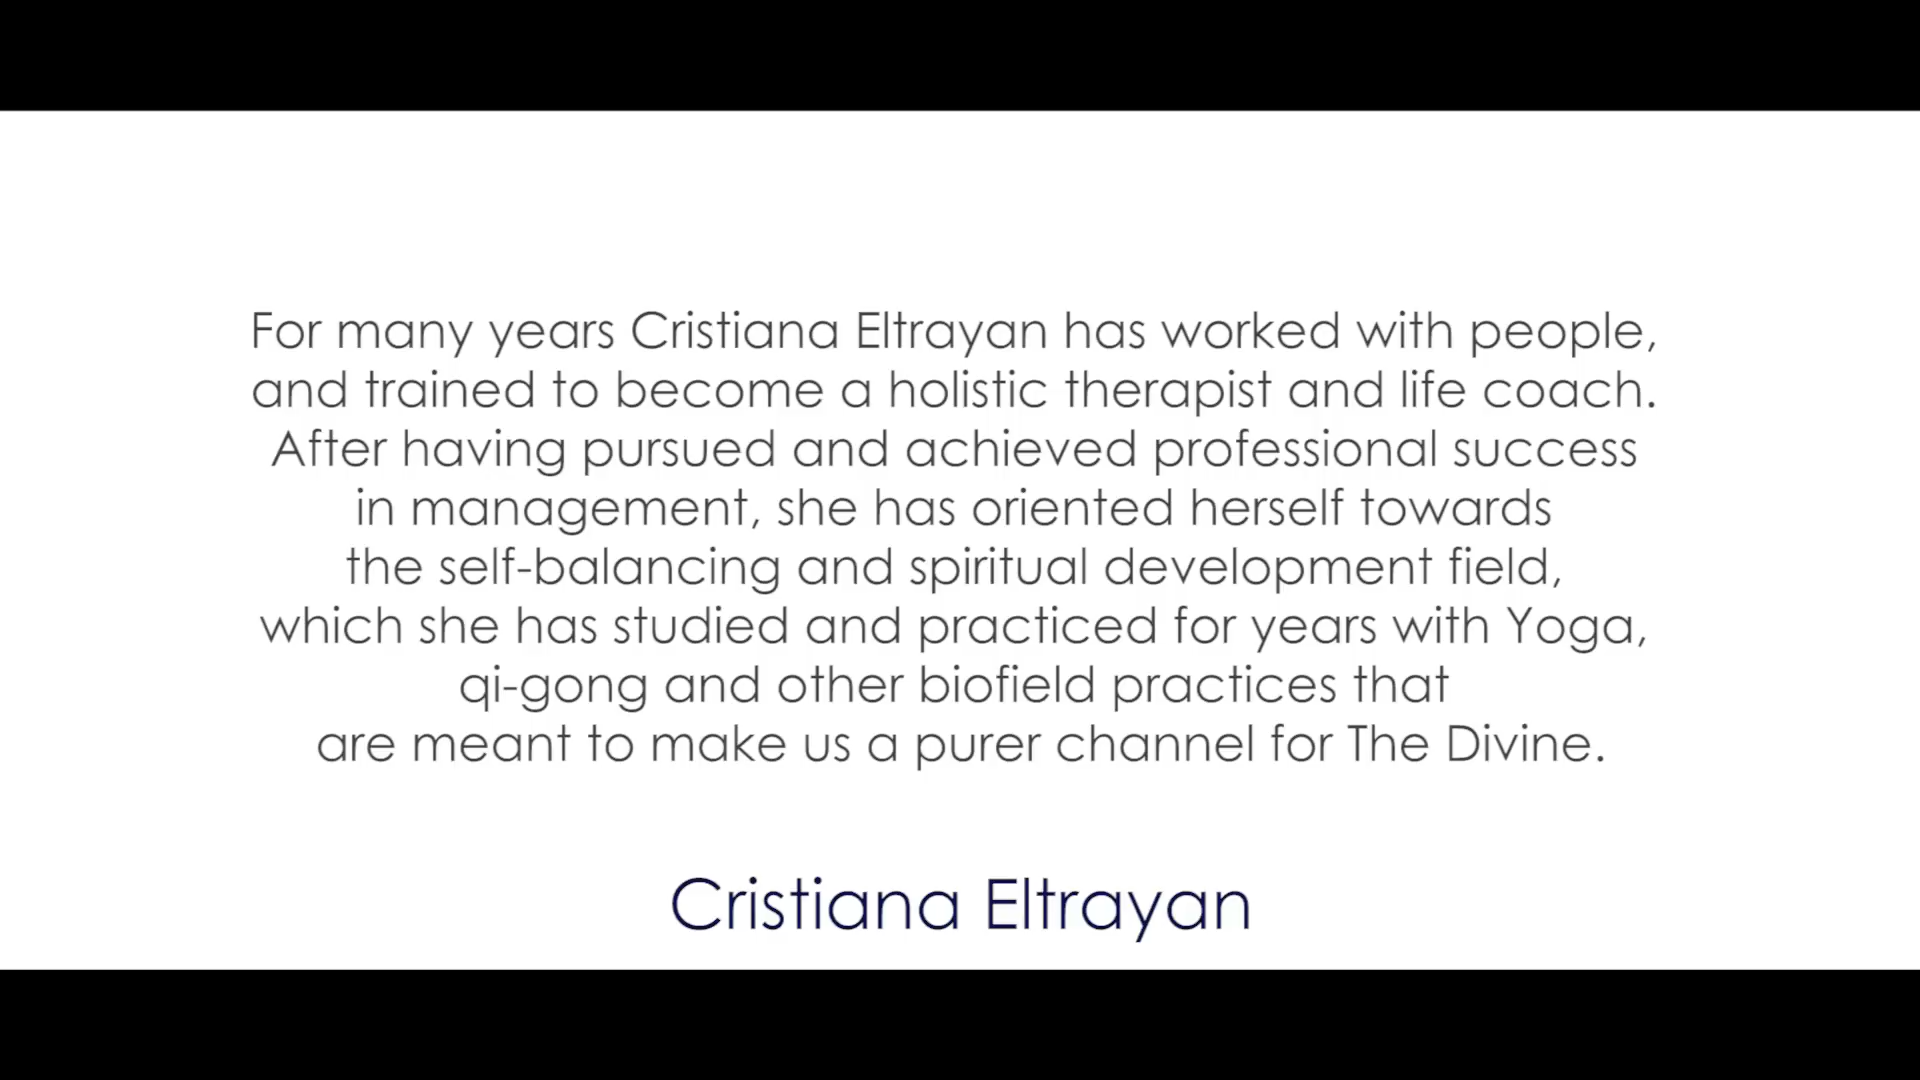 For many years Cristiana Eltrayan has worked with people,
and trained to become a holistic therapist and life coach.
After having pursued and achieved professional success
in management, she has oriented herself towards
the self-balancing and spiritual development field,
which she has studied and practiced for years with Yoga,
qi-gong and other biofield practices that
are meant to make us a purer channel for The Divine.
Cristiana Eltrayan